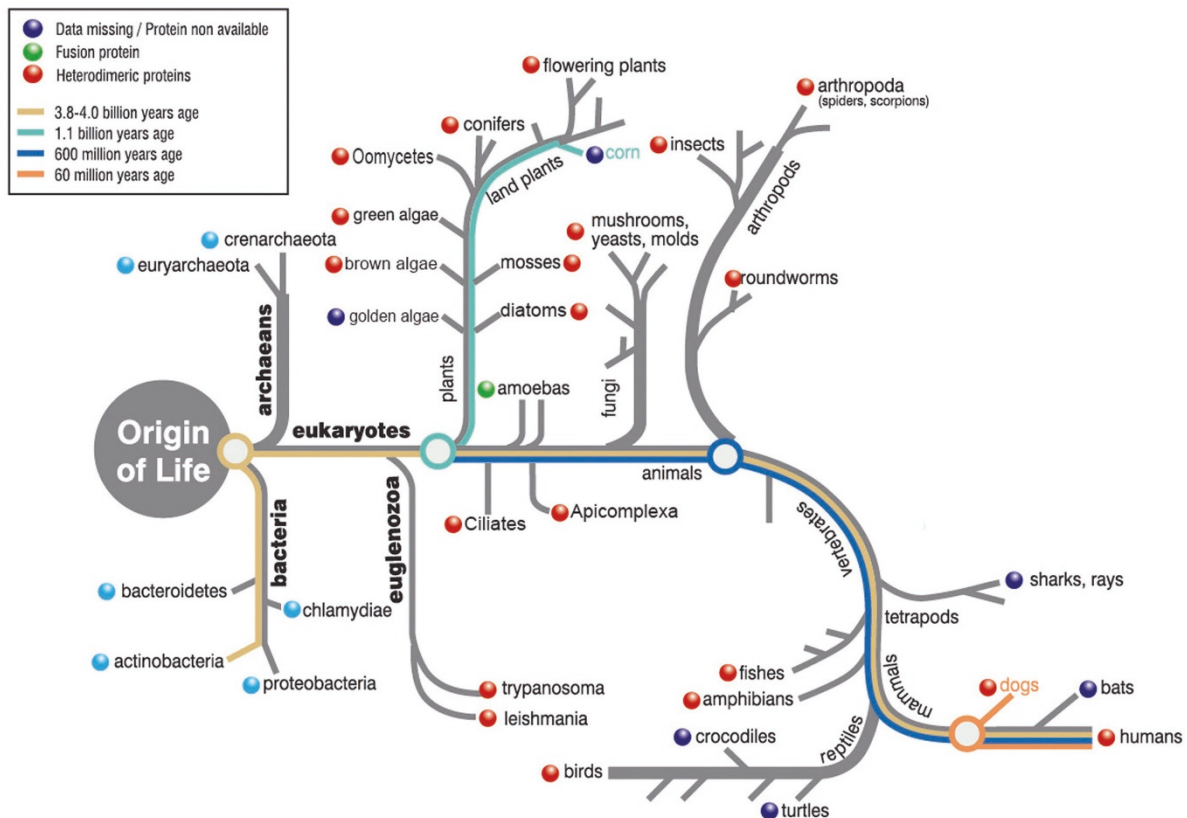 Data missing / Protein non available
Fusion protein
Heterodimeric proteins
3.8-4.0 billion years age
1.1 billion years age
600 million years age
60 million years age
flowering plants
arthropoda
(spiders, scorpions)
conifers
Oomycetes
corn
insects
land plants
arthropods
green algae
mushrooms,
yeasts, molds
crenarchaeota
euryarchaeota
brown algae
mosses
roundworms
golden algae
diatoms
archaeans
plants
amoebas
fungi
Origin
of Life
eukaryotes
animals
bacteria
euglenozoa
Ciliates
Apicomplexa
vertebrates
bacteroidetes
chlamydiae
sharks, rays
tetrapods
actinobacteria
proteobacteria
trypanosoma
leishmania
fishes
amphibians
mammals
dogs
bats
crocodiles
reptiles
humans
birds
turtles